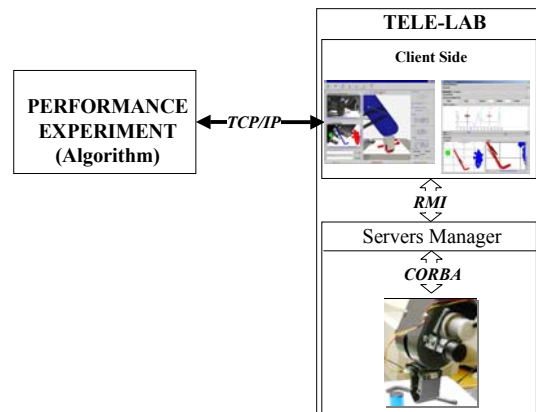 TELE-LAB
Client Side
PERFORMANCE
EXPERIMENT
(Algorithm)
TCP/IP
RMI
Servers Manager
CORBA